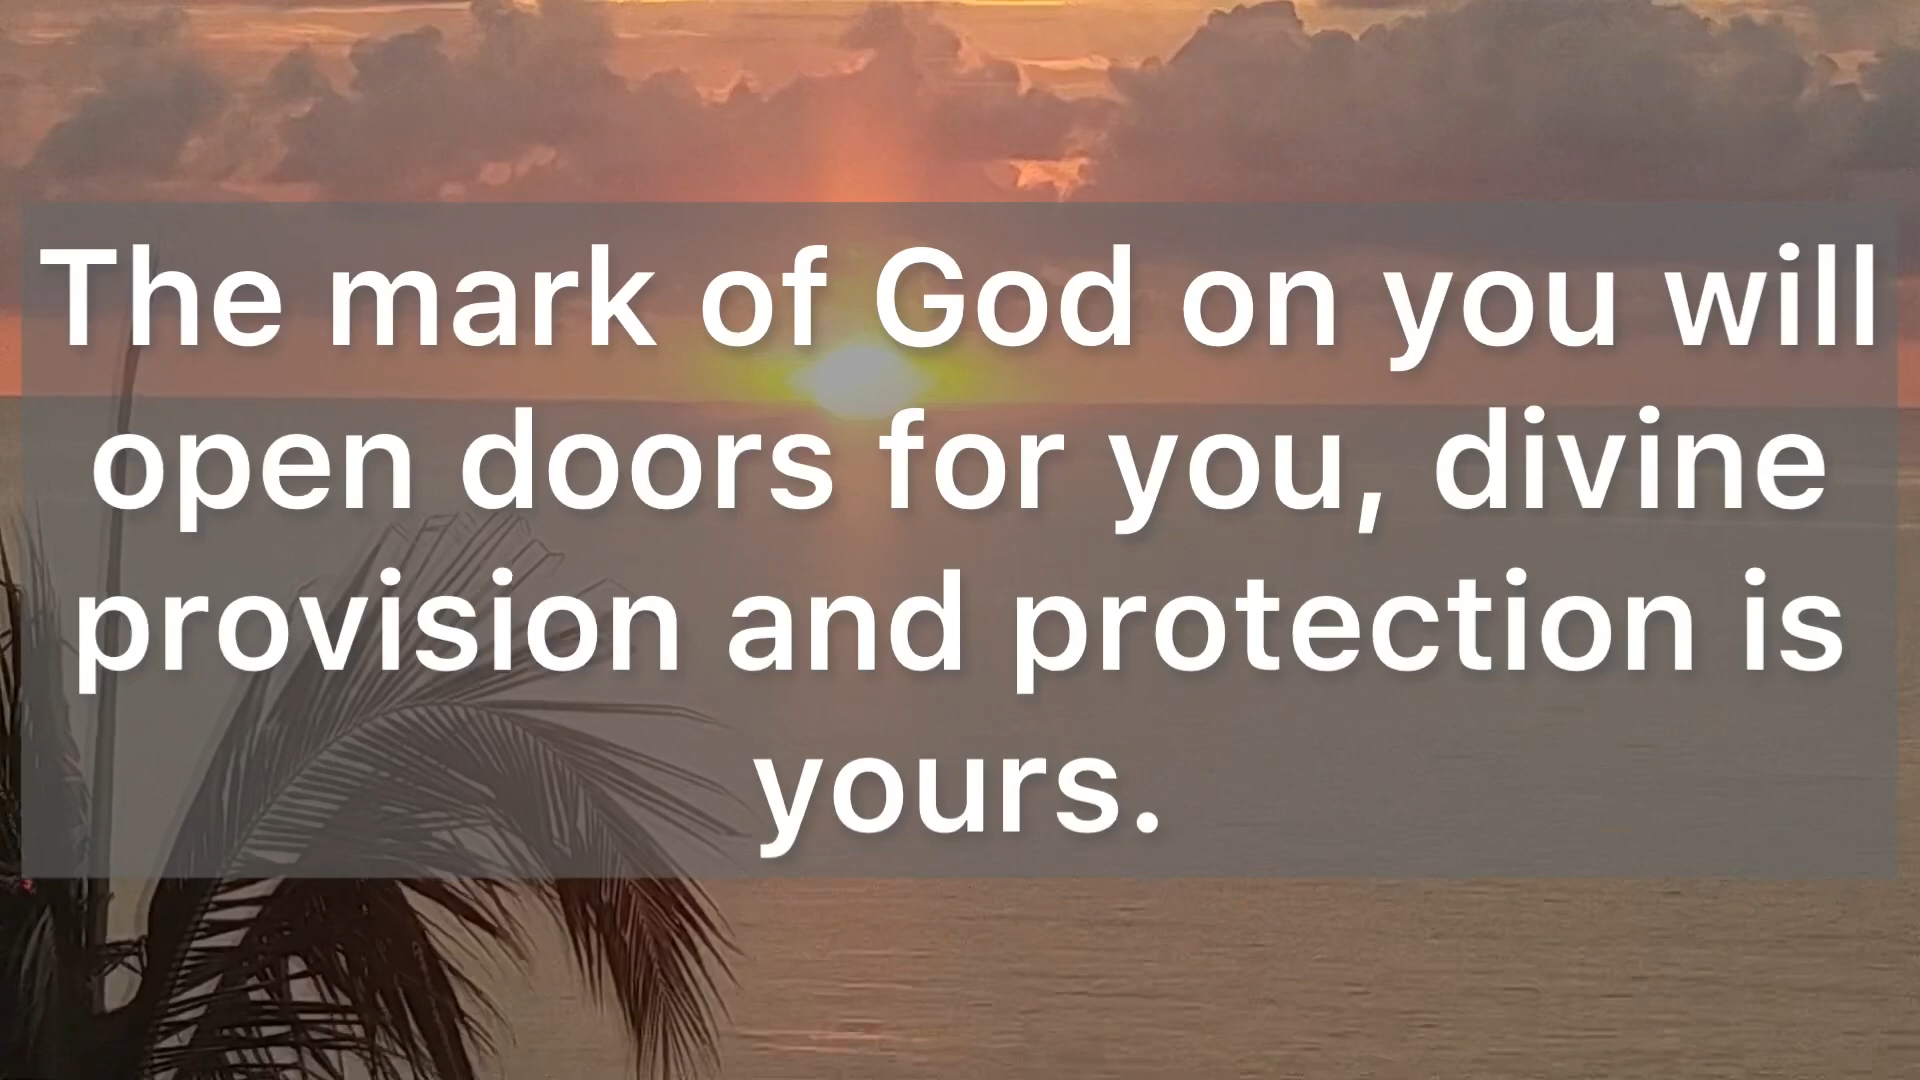 The mark of God on you will
open doors for you, divine
provision and protection is
yours.